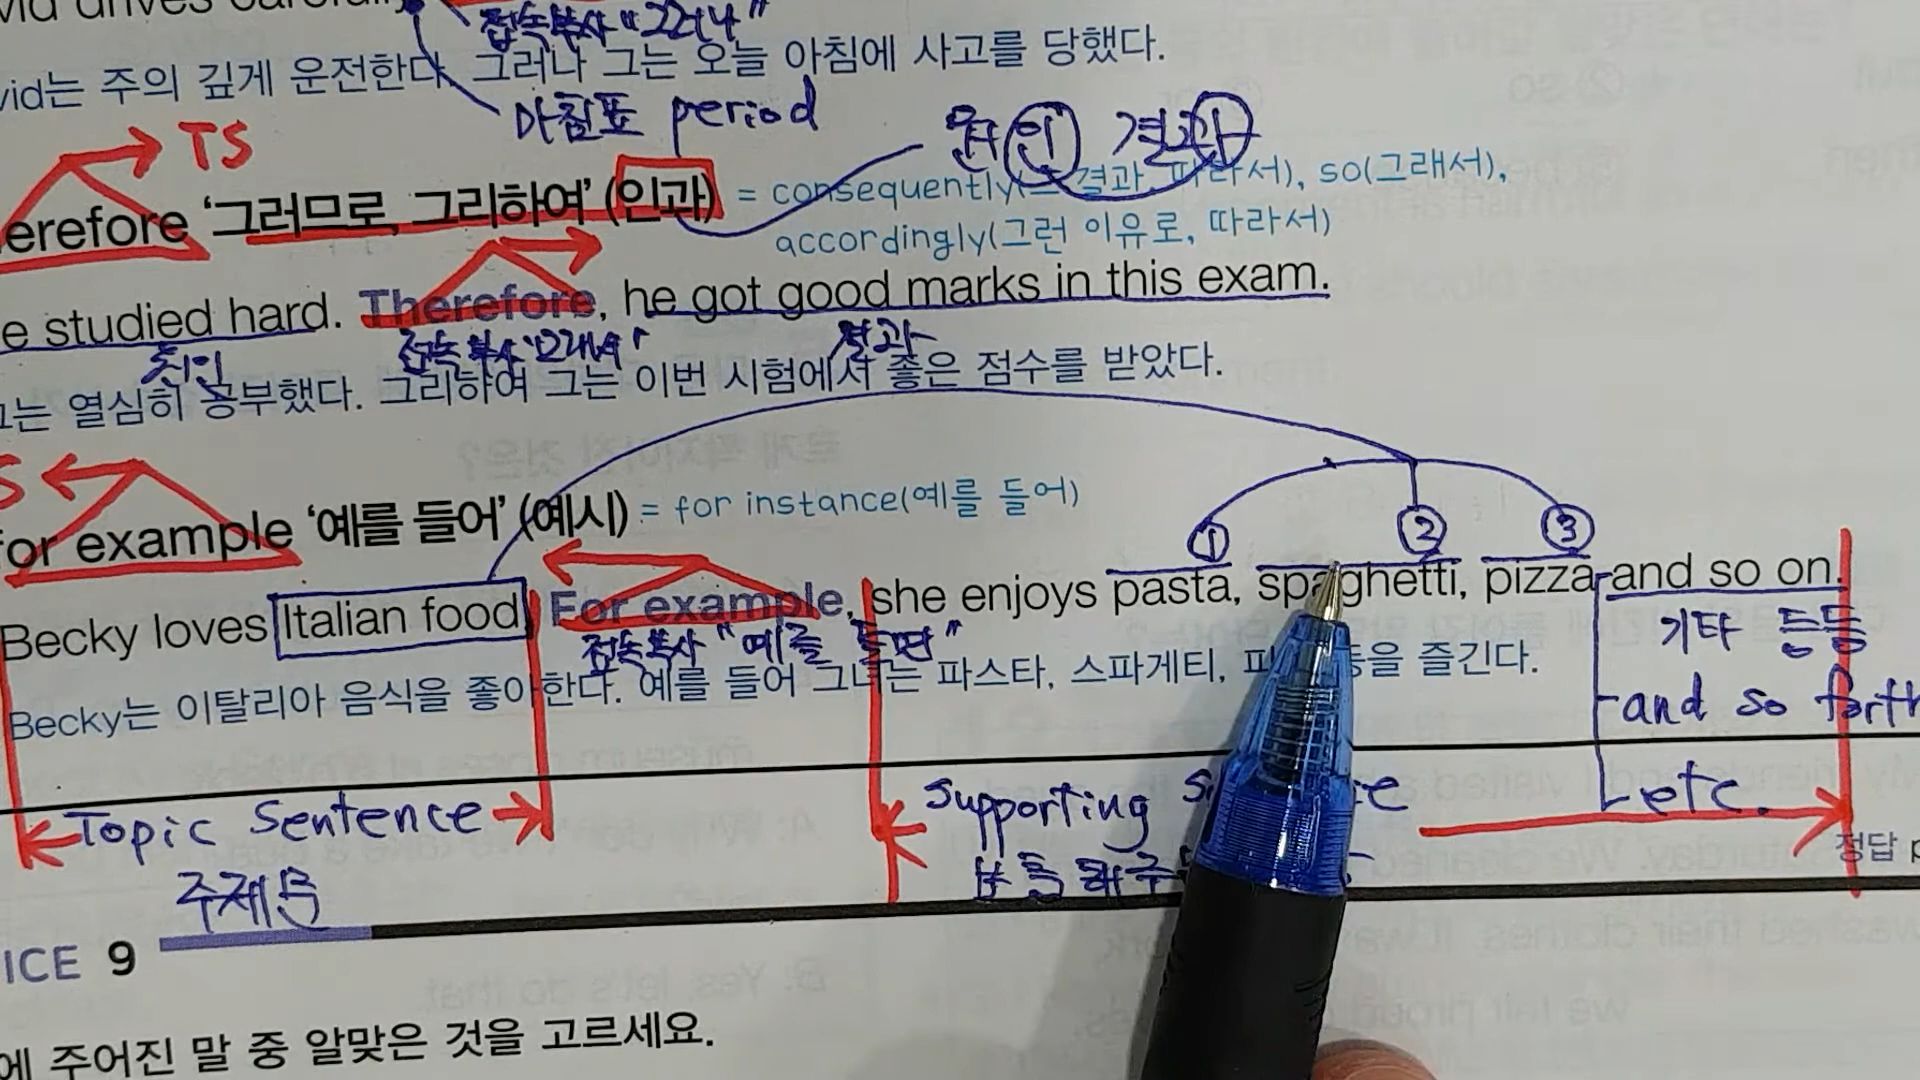 vid drives carefully.
접속부사 "그러나"
vid는 주의 깊게 운전한다. 그러나 그는 오늘 아침에 사고를 당했다.
마침표 period
원인 결과
TS
erefore '그러므로, 그리하여' (인과) = consequently( 결과, 따라서), so(그래서),
accordingly(그런 이유로, 따라서)
e studied hard. Therefore, he got good marks in this exam.
접속부사 "그래서" 결과
그는 열심히 공부했다. 그리하여 그는 이번 시험에서 좋은 점수를 받았다.
S
for example '예를 들어' (예시) = for instance(예를 들어)
① ② ③
Becky loves Italian food. For example, she enjoys pasta, spaghetti, pizza and so on.
접속부사 "예를 들면" 기타 등등
Becky는 이탈리아 음식을 좋아한다. 예를 들어 그녀는 파스타, 스파게티, 등을 즐긴다.
and so forth
etc.
Topic Sentence Supporting
주제문
정답 p
ICE 9
에 주어진 말 중 알맞은 것을 고르세요.